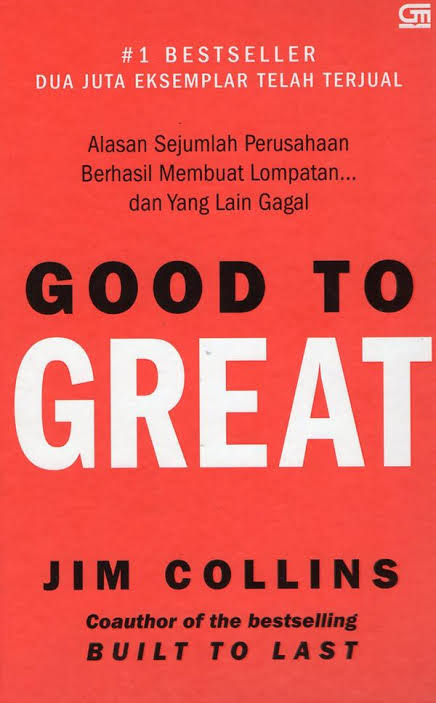 #1 BESTSELLER
DUA JUTA EKSEMPLAR TELAH TERJUAL
Alasan Sejumlah Perusahaan
Berhasil Membuat Lompatan...
dan Yang Lain Gagal
GOOD TO
GREAT
JIM COLLINS
Coauthor of the bestselling
BUILT TO LAST